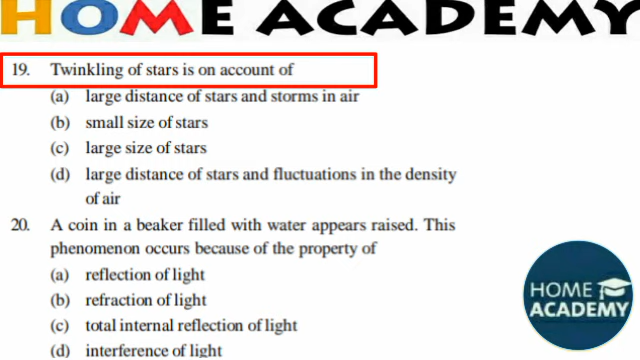 HOME ACADEMY
19. Twinkling of stars is on account of
(a) large distance of stars and storms in air
(b) small size of stars
(c) large size of stars
(d) large distance of stars and fluctuations in the density
of air
20. A coin in a beaker filled with water appears raised. This
phenomenon occurs because of the property of
(a) reflection of light
(b) refraction of light
(c) total internal reflection of light
(d) interference of light
HOME
ACADEMY